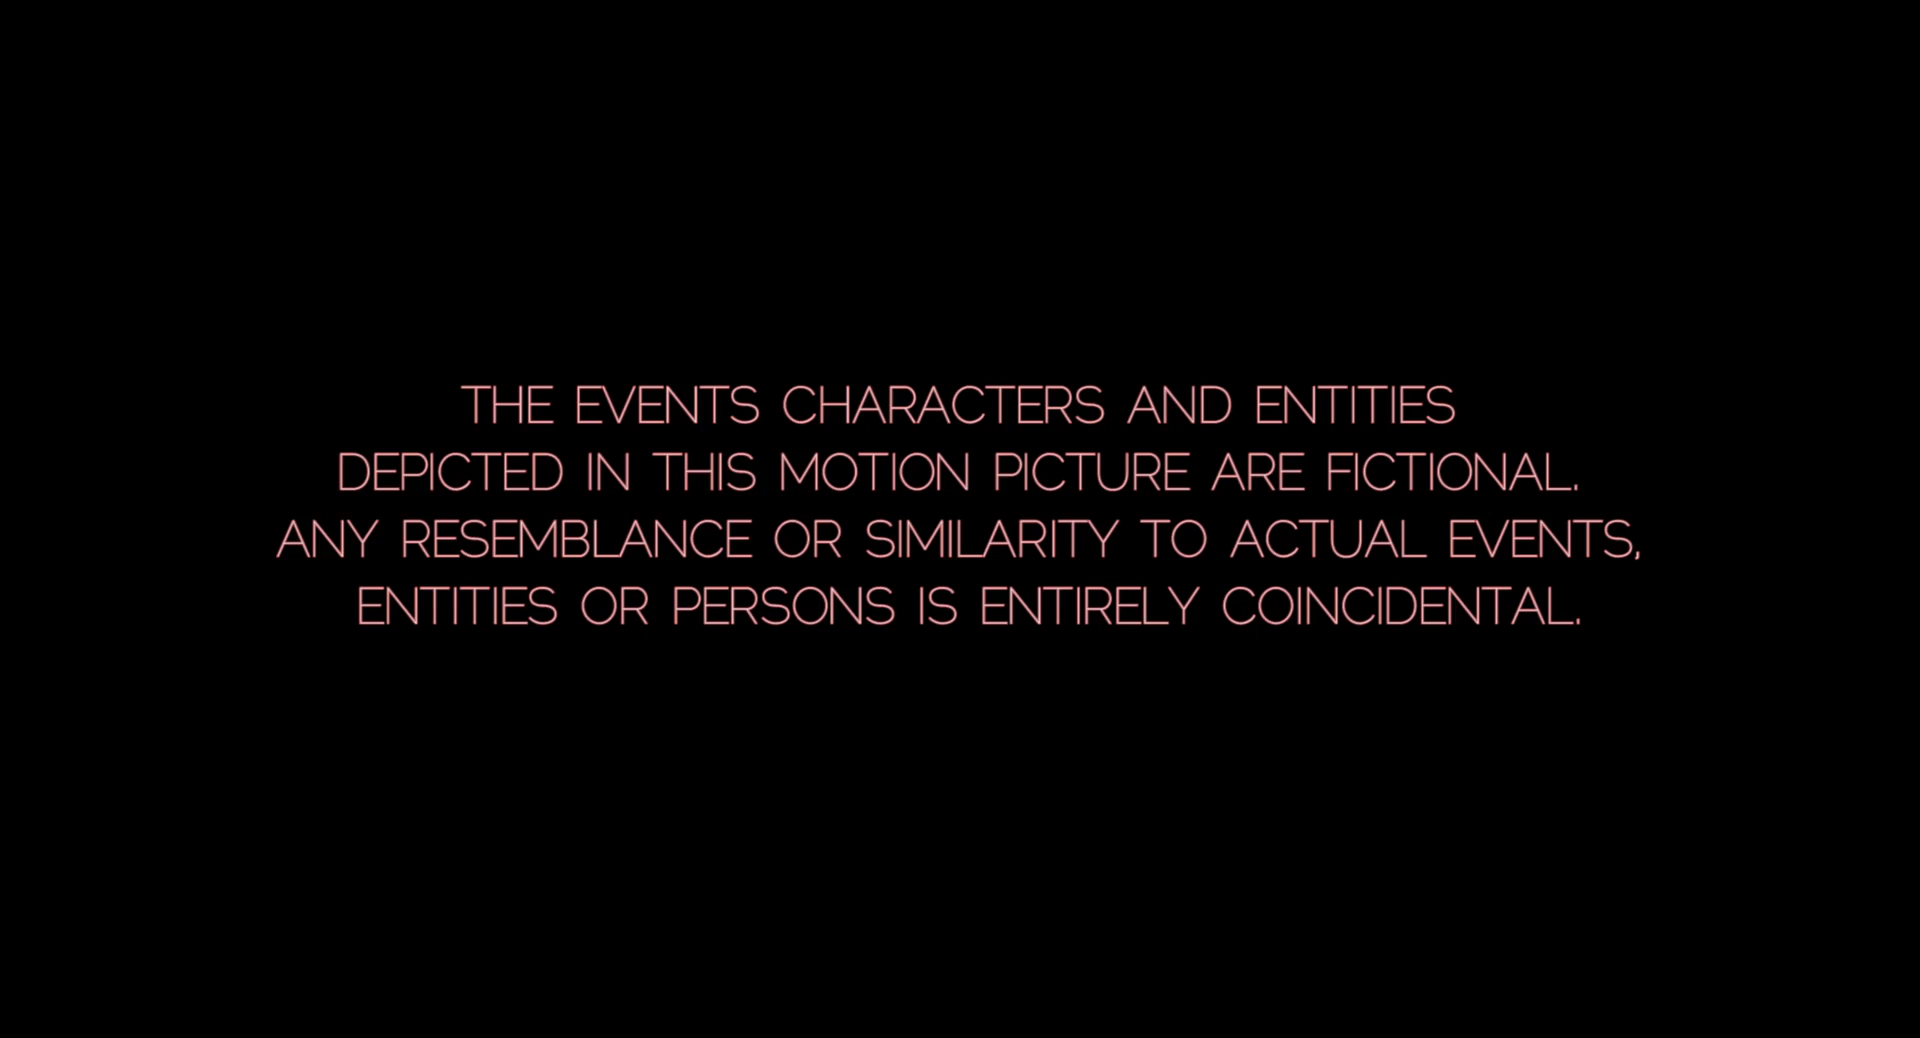 THE EVENTS CHARACTERS AND ENTITIES
DEPICTED IN THIS MOTION PICTURE ARE FICTIONAL.
ANY RESEMBLANCE OR SIMILARITY TO ACTUAL EVENTS,
ENTITIES OR PERSONS IS ENTIRELY COINCIDENTAL.